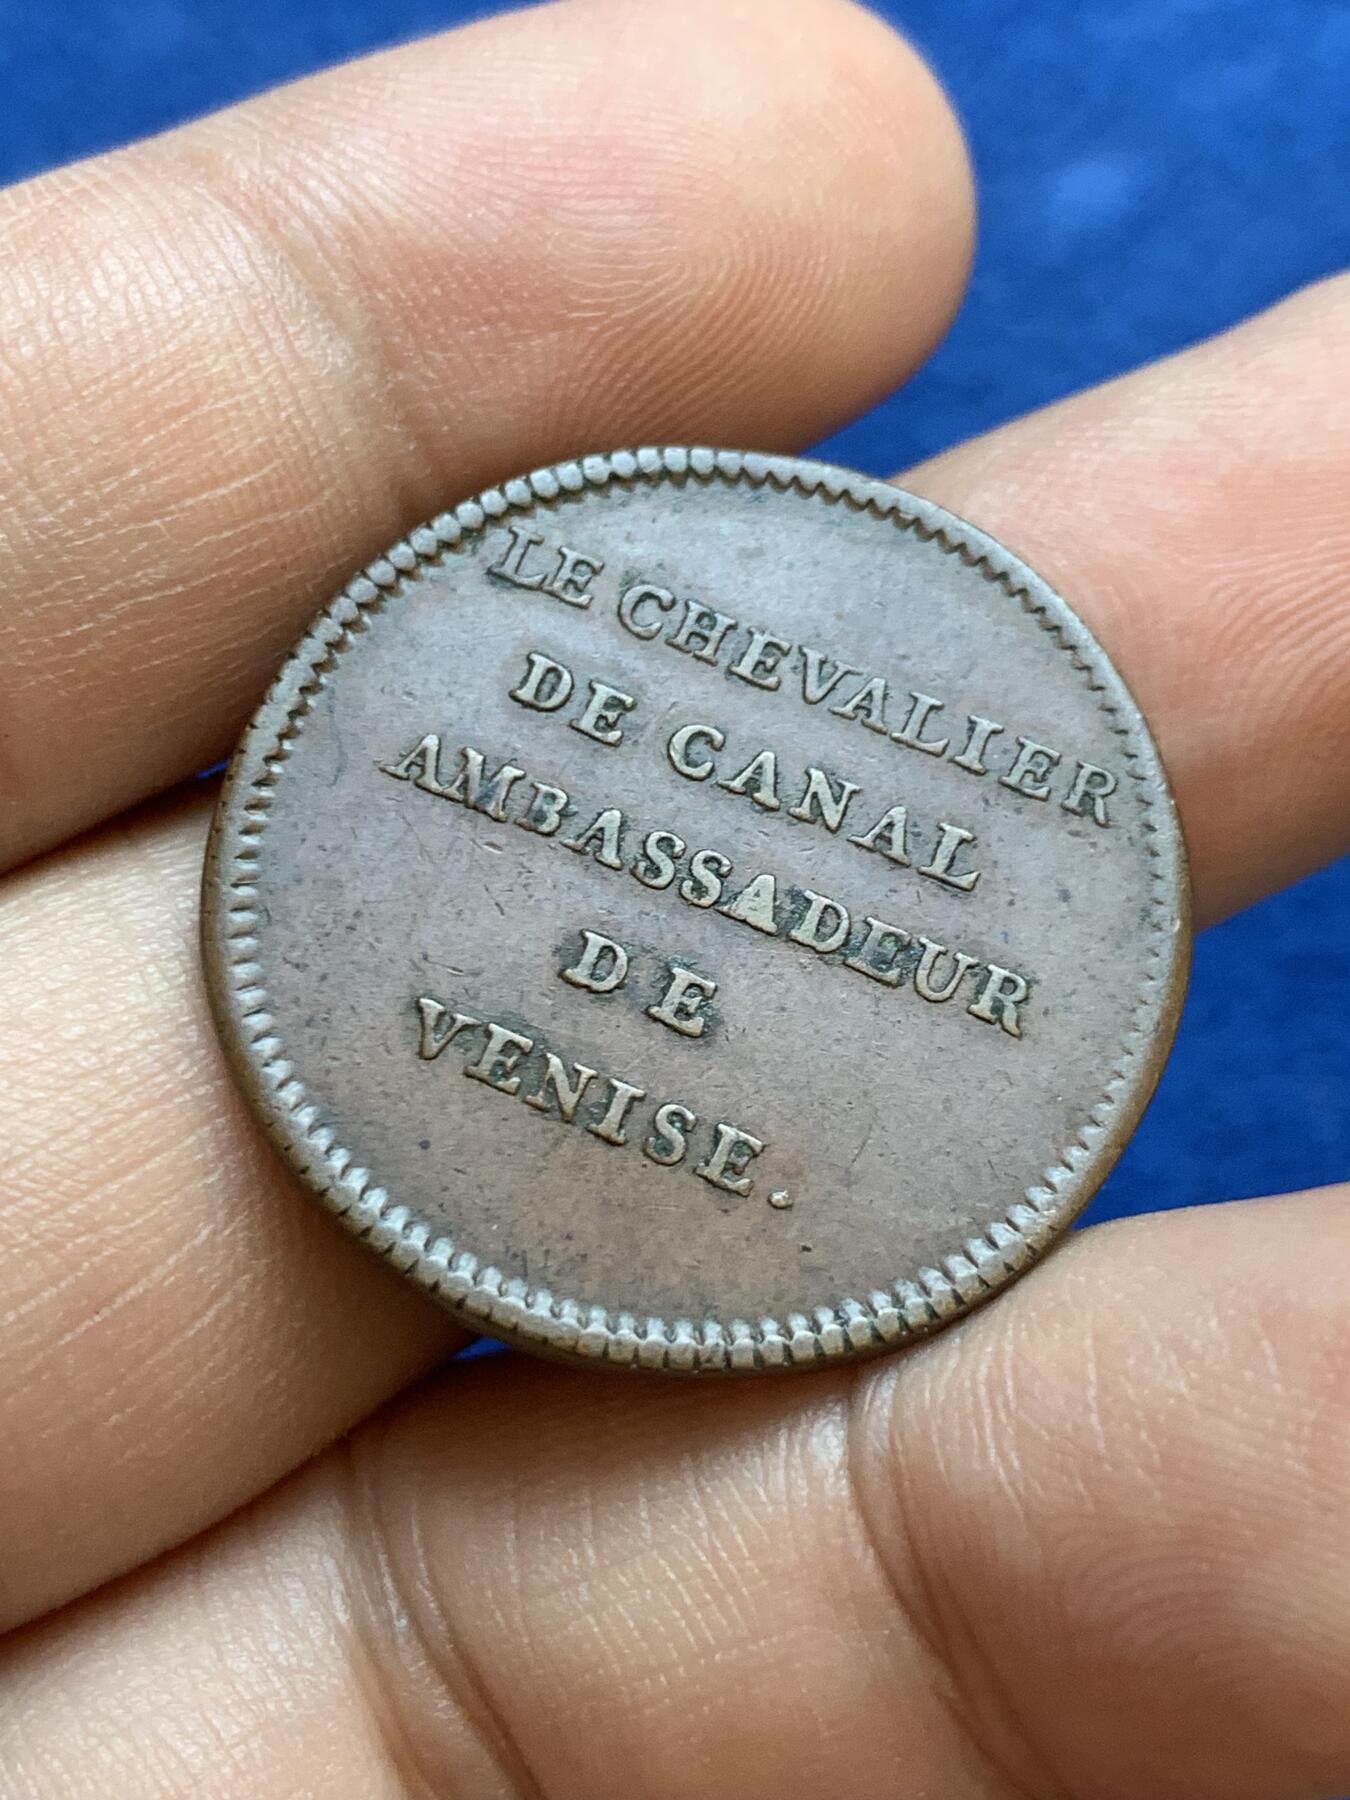 LE CHEVALIER
DE CANAL
AMBASSADEUR
DE
VENISE.